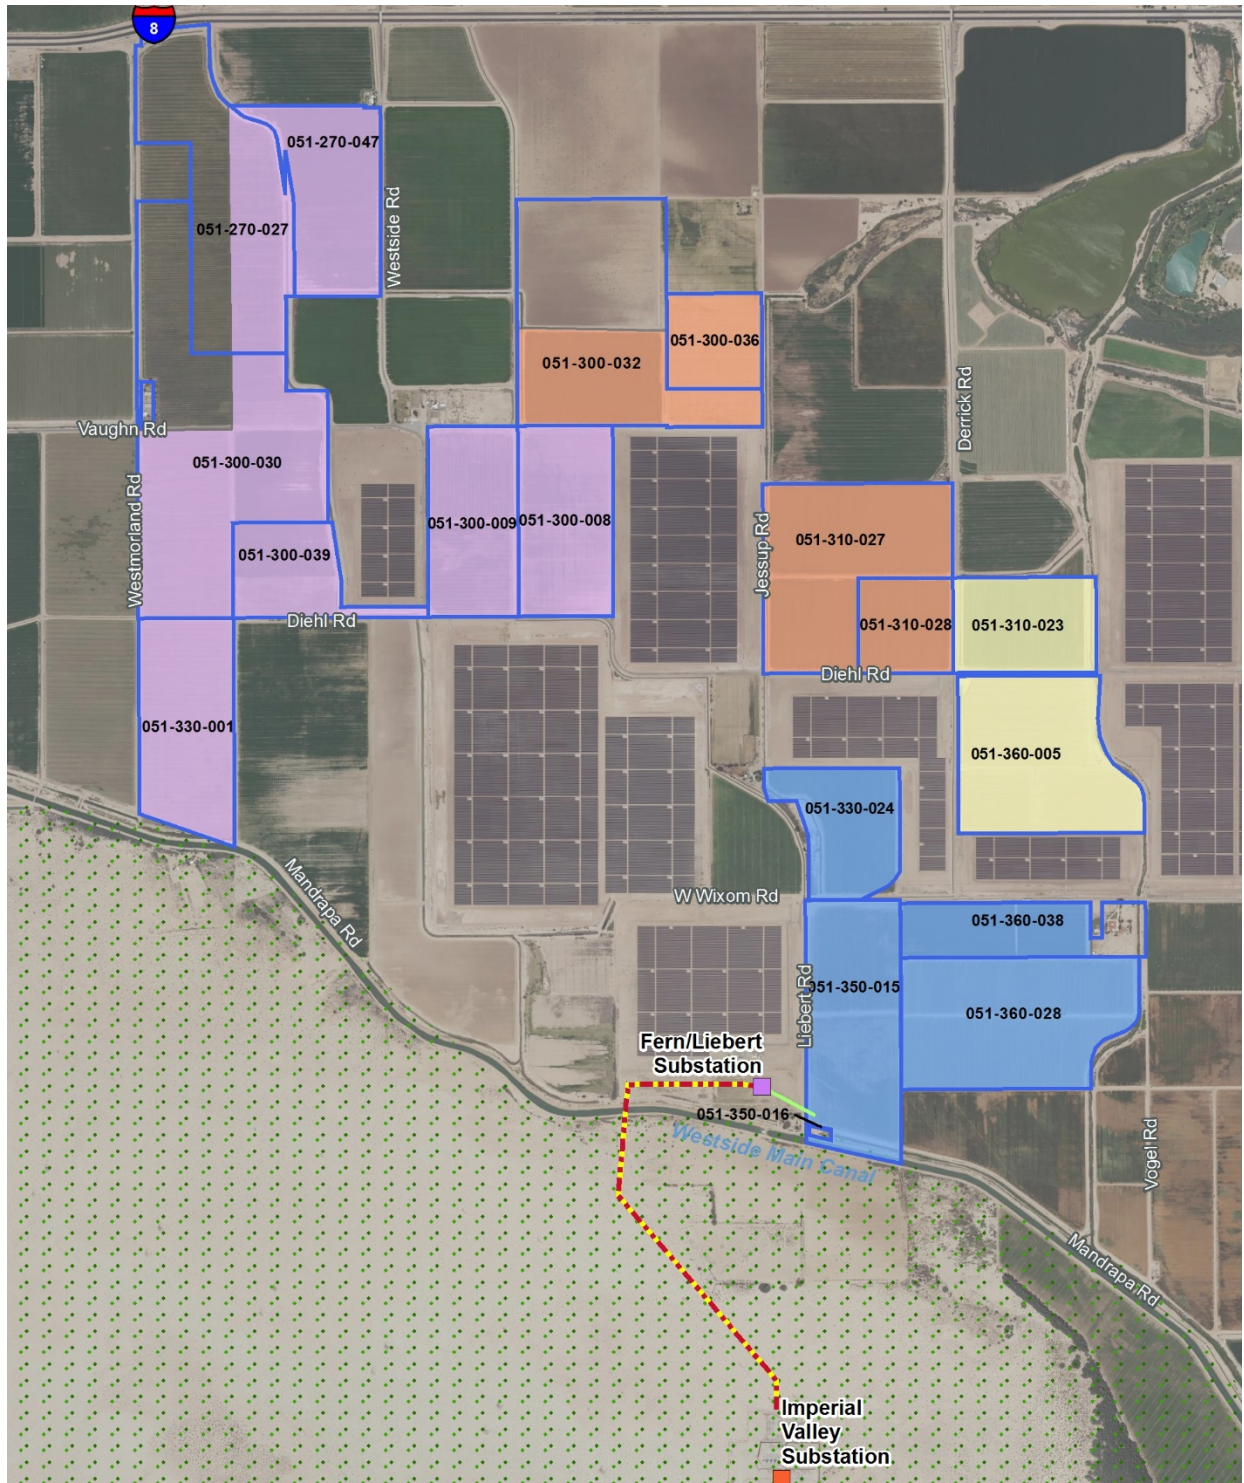 8
051-270-047
Westside Rd
051-270-027
051-300-036
051-300-032
Derrick Rd
Vaughn Rd
051-300-030
Westmorland Rd
051-300-009
051-300-008
Jessup Rd
051-310-027
051-300-039
Diehl Rd
051-310-028
051-310-023
Diehl Rd
051-330-001
051-360-005
051-330-024
Mandrapa Rd
W Wixom Rd
051-360-038
Liebert Rd
051-350-015
051-360-028
Fern/Liebert
Substation
051-350-016
Westside Main Canal
Vogel Rd
Mandrapa Rd
Imperial
Valley
Substation